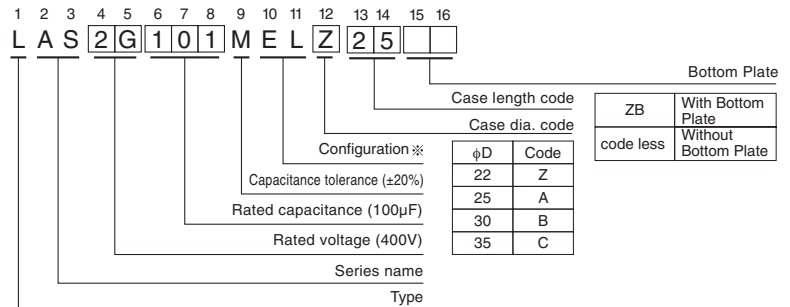 1 2 3 4 5 6 7 8 9 10 11 12 13 14 15 16
L A S 2 G 1 0 1 M E L Z 2 5
Bottom Plate
ZB With Bottom Plate
code less Without Bottom Plate
Case length code
Case dia. code
ϕD Code
22 Z
25 A
30 B
35 C
Configuration※
Capacitance tolerance (±20%)
Rated capacitance (100µF)
Rated voltage (400V)
Series name
Type